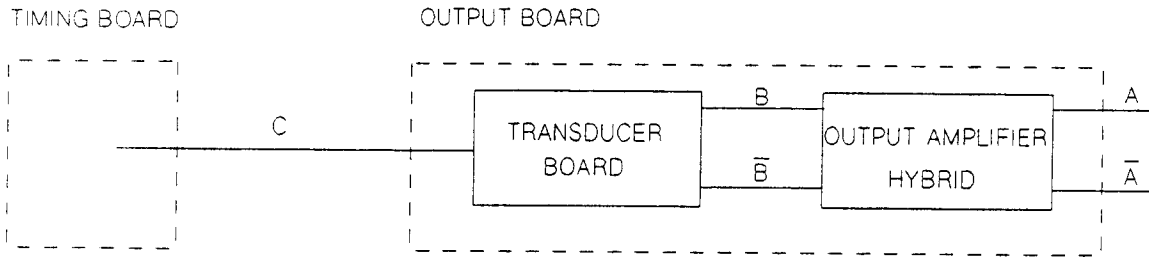 TIMING BOARD
OUTPUT BOARD
C
TRANSDUCER
BOARD
B
B̅
OUTPUT AMPLIFIER
HYBRID
A
A̅